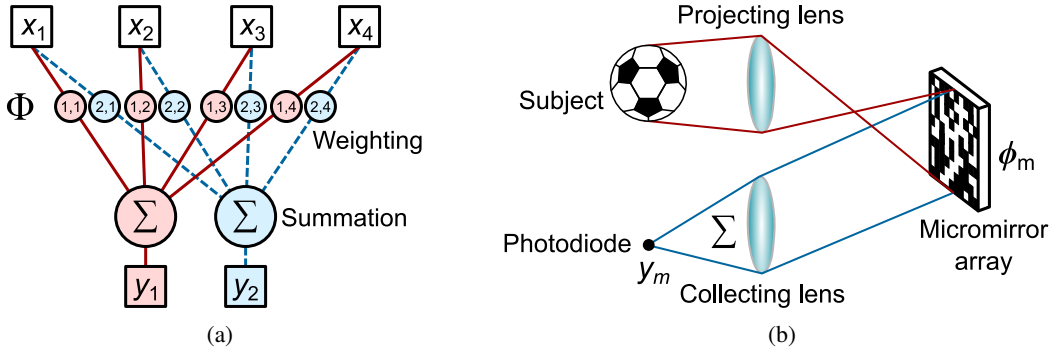 x1 x2 x3 x4
Φ 1,1 2,1 1,2 2,2 1,3 2,3 1,4 2,4
Weighting
Σ Σ Summation
y1 y2
(a)
Projecting lens
Subject
ϕm
Micromirror
array
Photodiode
ym
Σ
Collecting lens
(b)